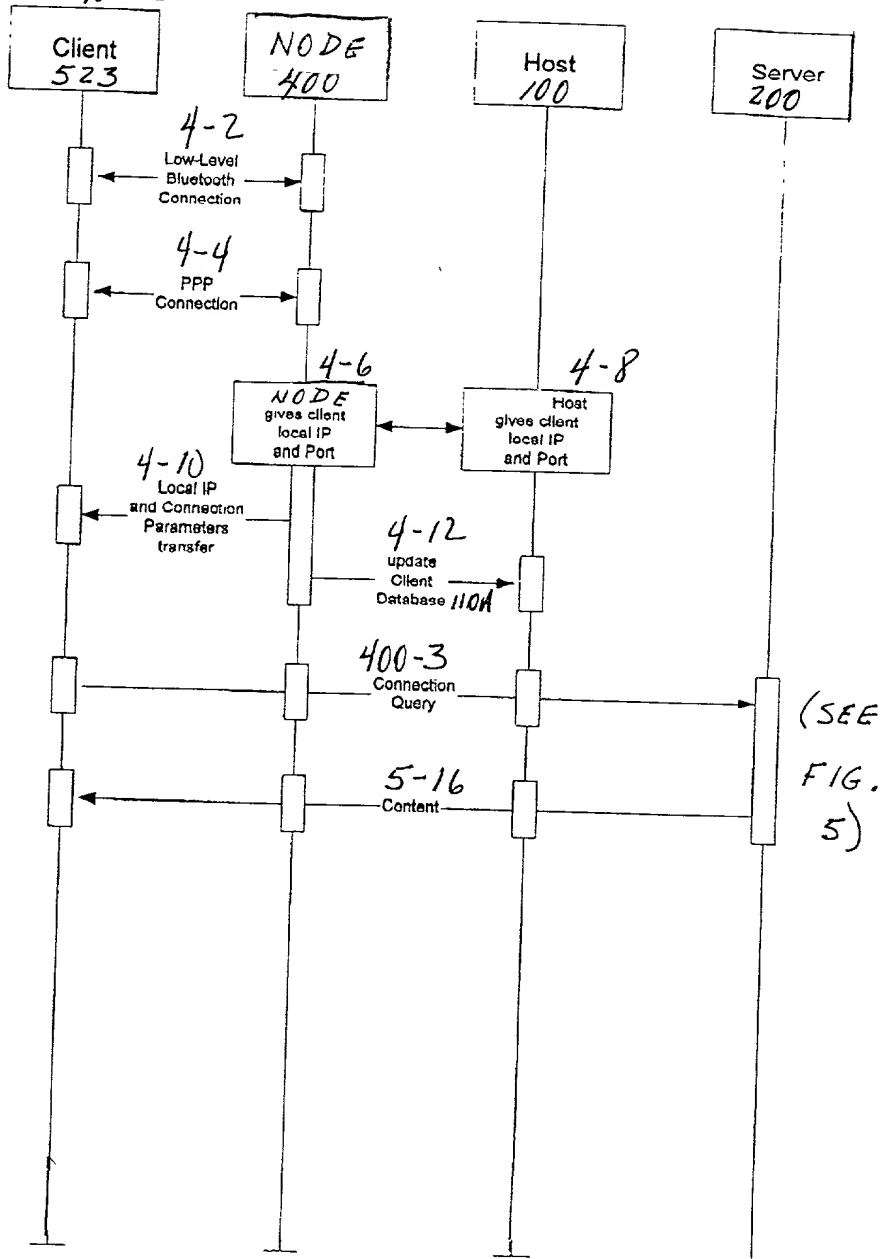 Client
523
NODE
400
Host
100
Server
200
4-2
Low-Level
Bluetooth
Connection
4-4
PPP
Connection
4-6
NODE
gives client
local IP
and Port
4-8
Host
gives client
local IP
and Port
4-10
Local IP
and Connection
Parameters
transfer
4-12
update
Client
Database 110A
400-3
Connection
Query
(SEE
FIG.
5)
5-16
Content